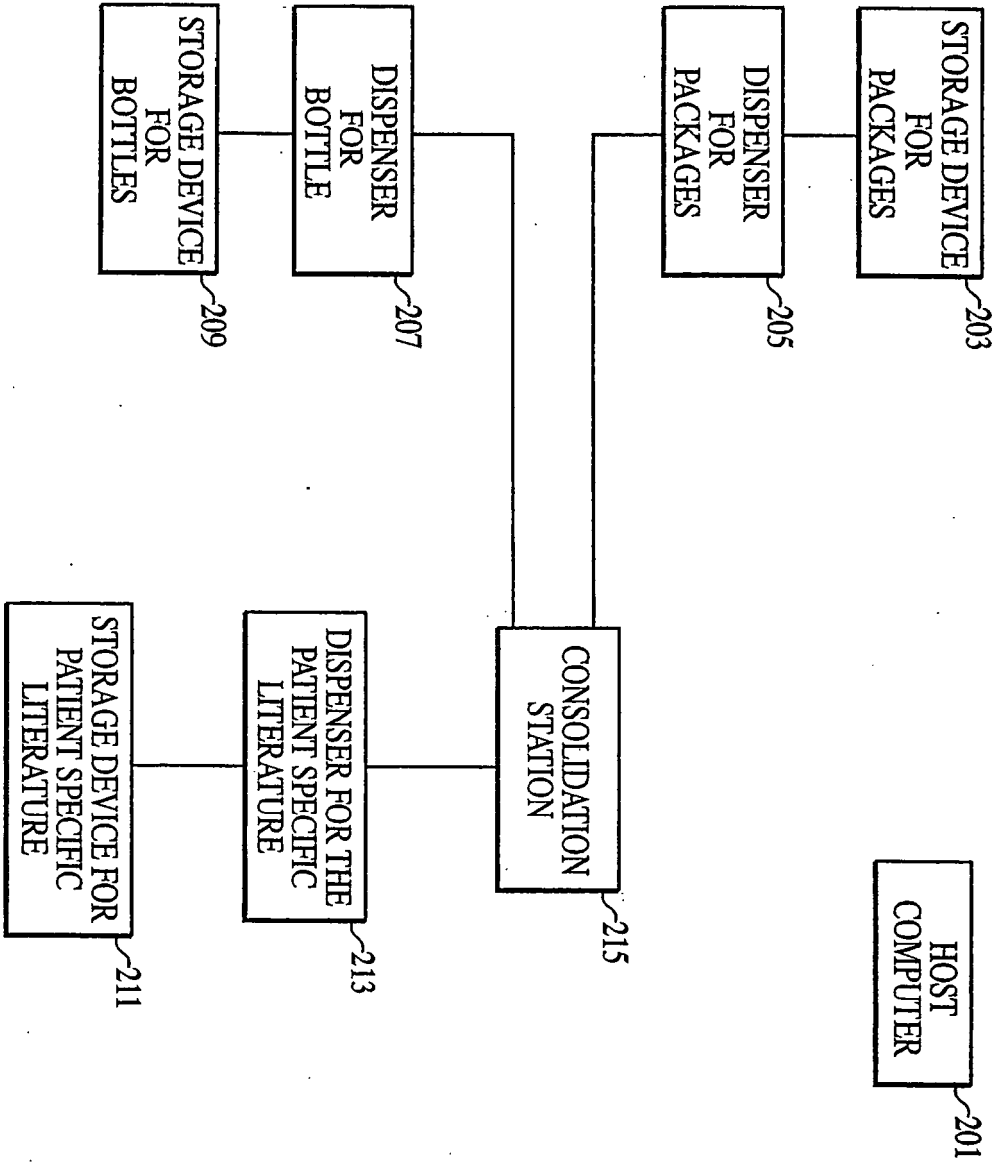 STORAGE DEVICE
FOR
PACKAGES
203
DISPENSER
FOR
PACKAGES
205
DISPENSER
FOR
BOTTLE
207
STORAGE DEVICE
FOR
BOTTLES
209
HOST
COMPUTER
201
CONSOLIDATION
STATION
215
DISPENSER FOR THE
PATIENT SPECIFIC
LITERATURE
213
STORAGE DEVICE FOR
PATIENT SPECIFIC
LITERATURE
211